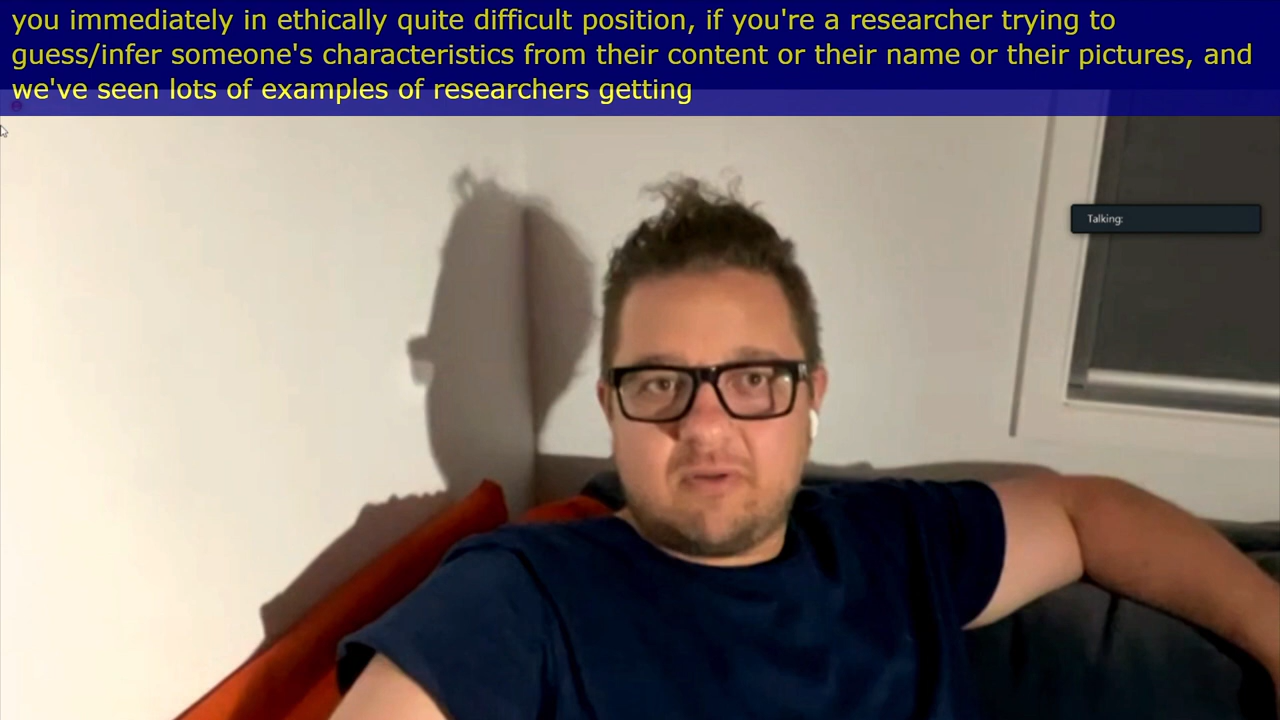 you immediately in ethically quite difficult position, if you're a researcher trying to
guess/infer someone's characteristics from their content or their name or their pictures, and
we've seen lots of examples of researchers getting
Talking: